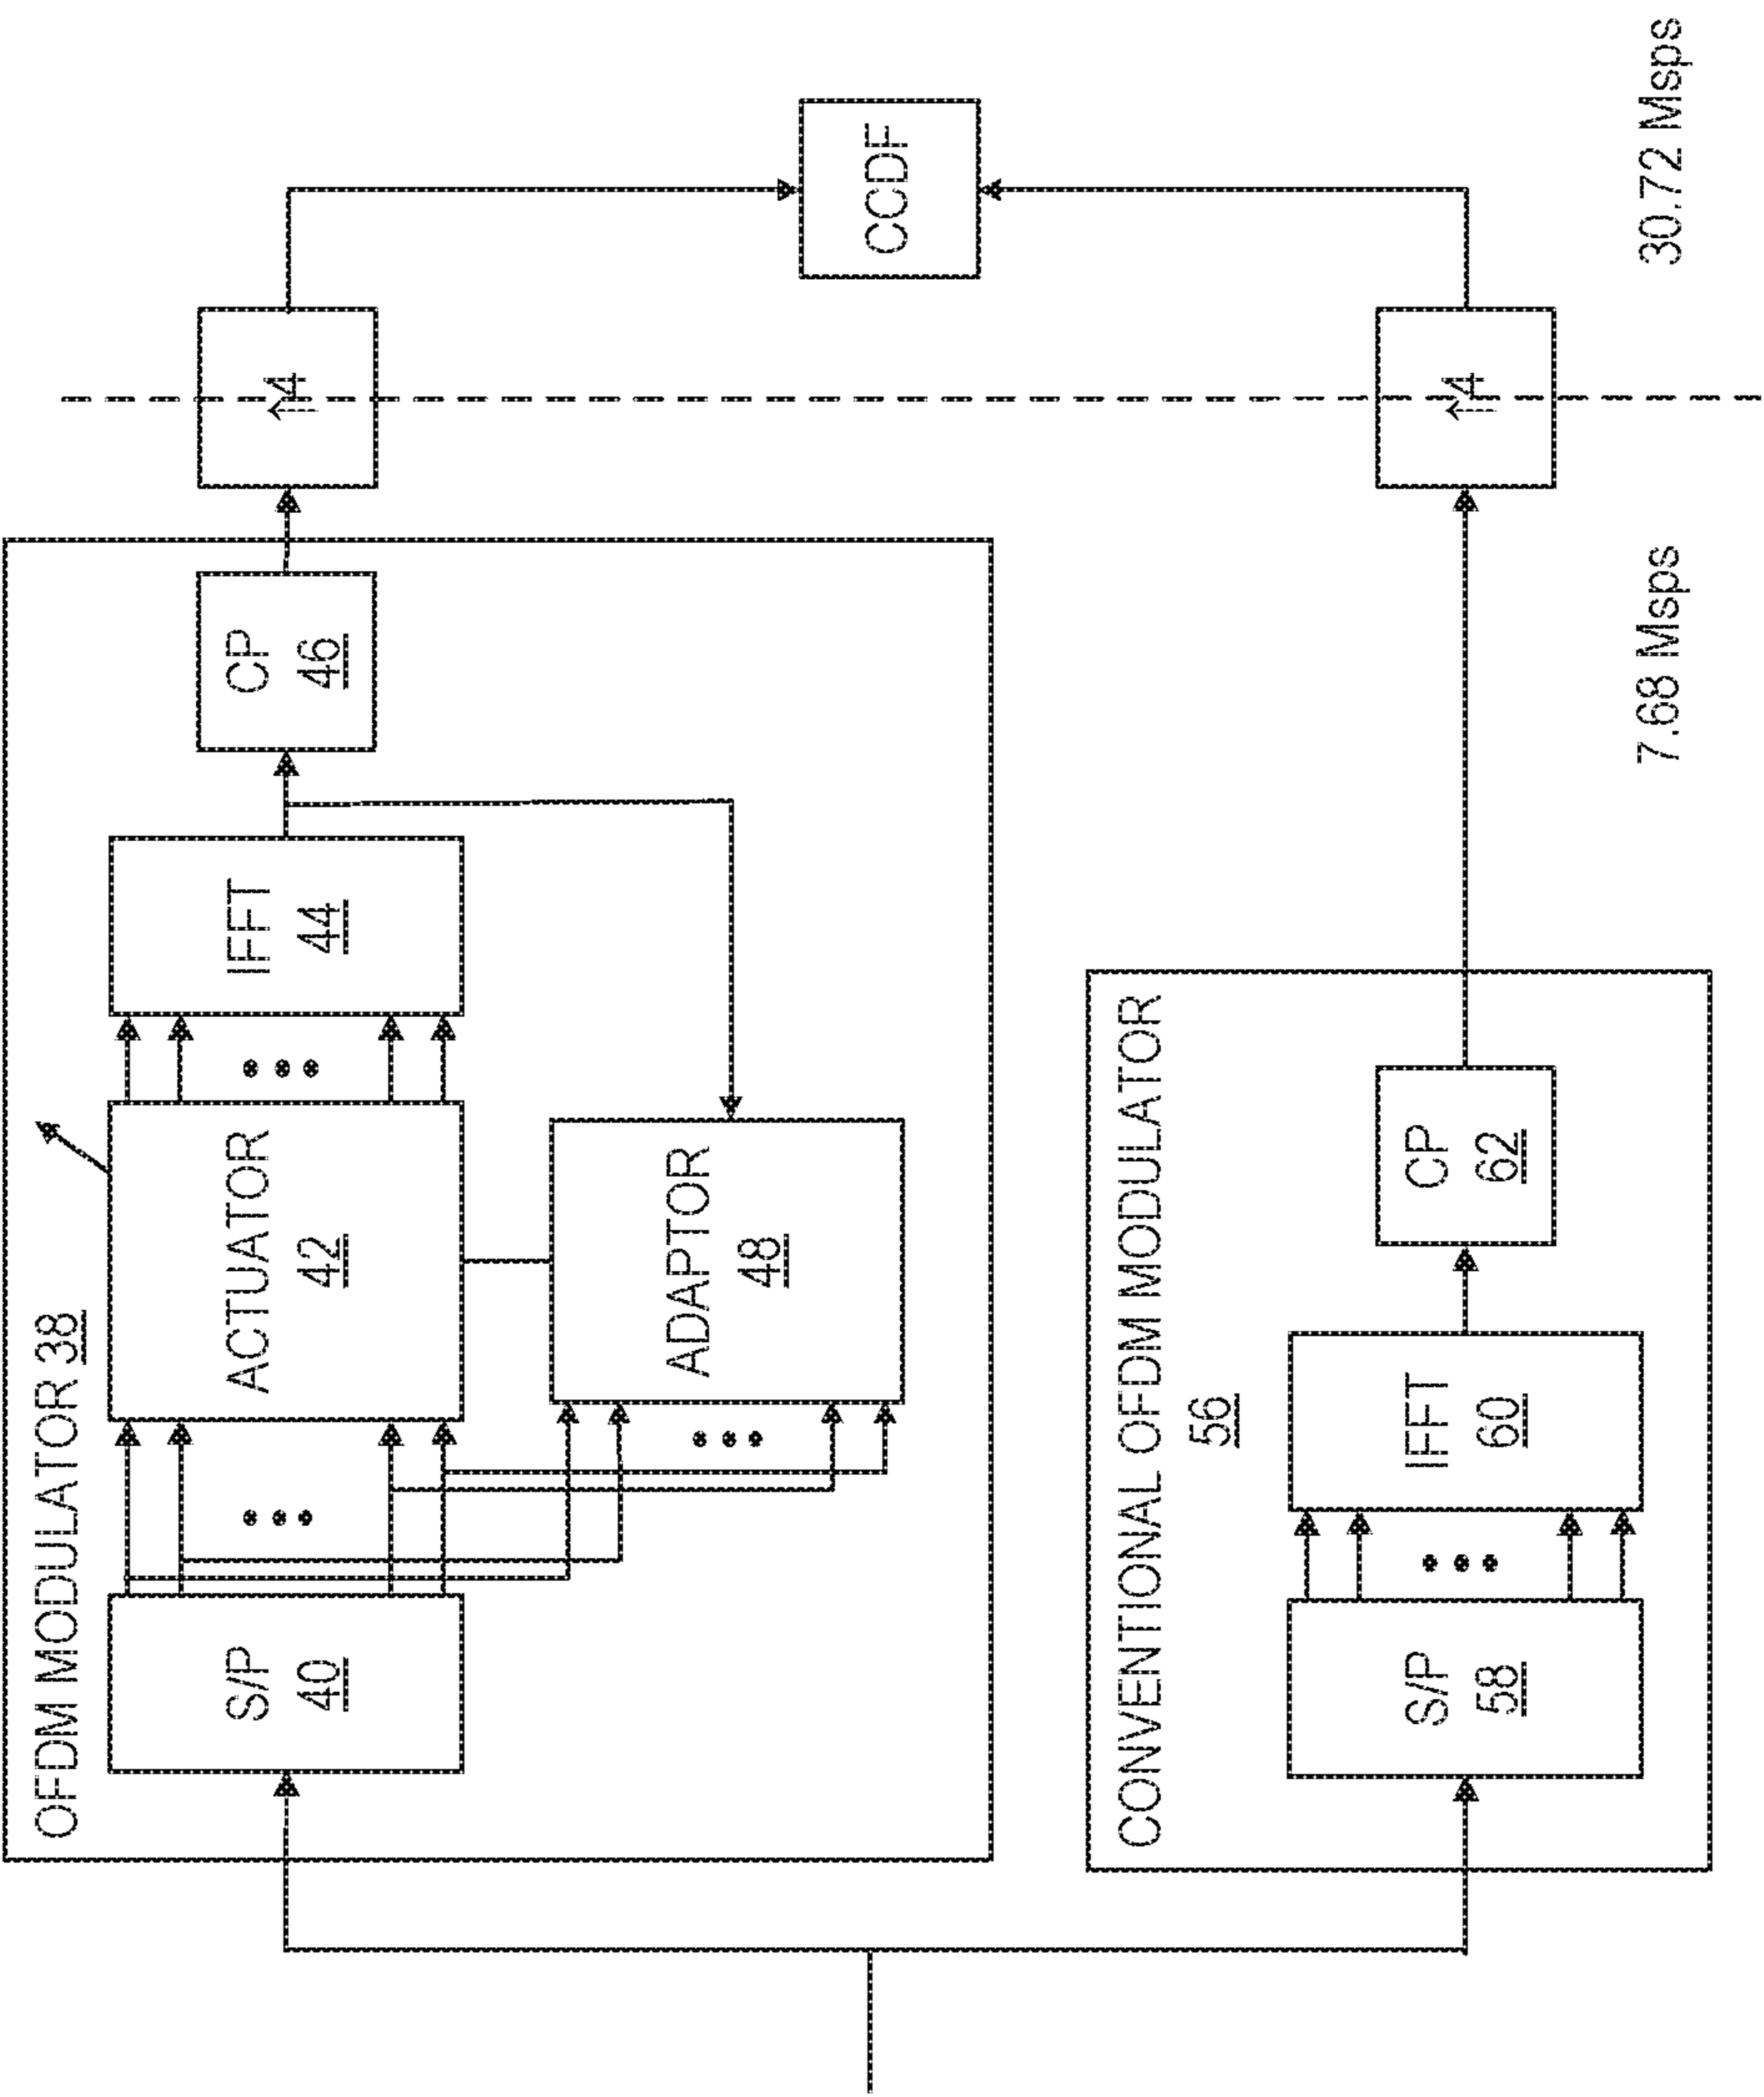 OFDM MODULATOR 38
S/P
40
ACTUATOR
42
IFFT
44
CP
46
↑4
ADAPTOR
48
CCDF
CONVENTIONAL OFDM MODULATOR
56
S/P
58
IFFT
60
CP
62
↑4
7.68 Msps
30.72 Msps